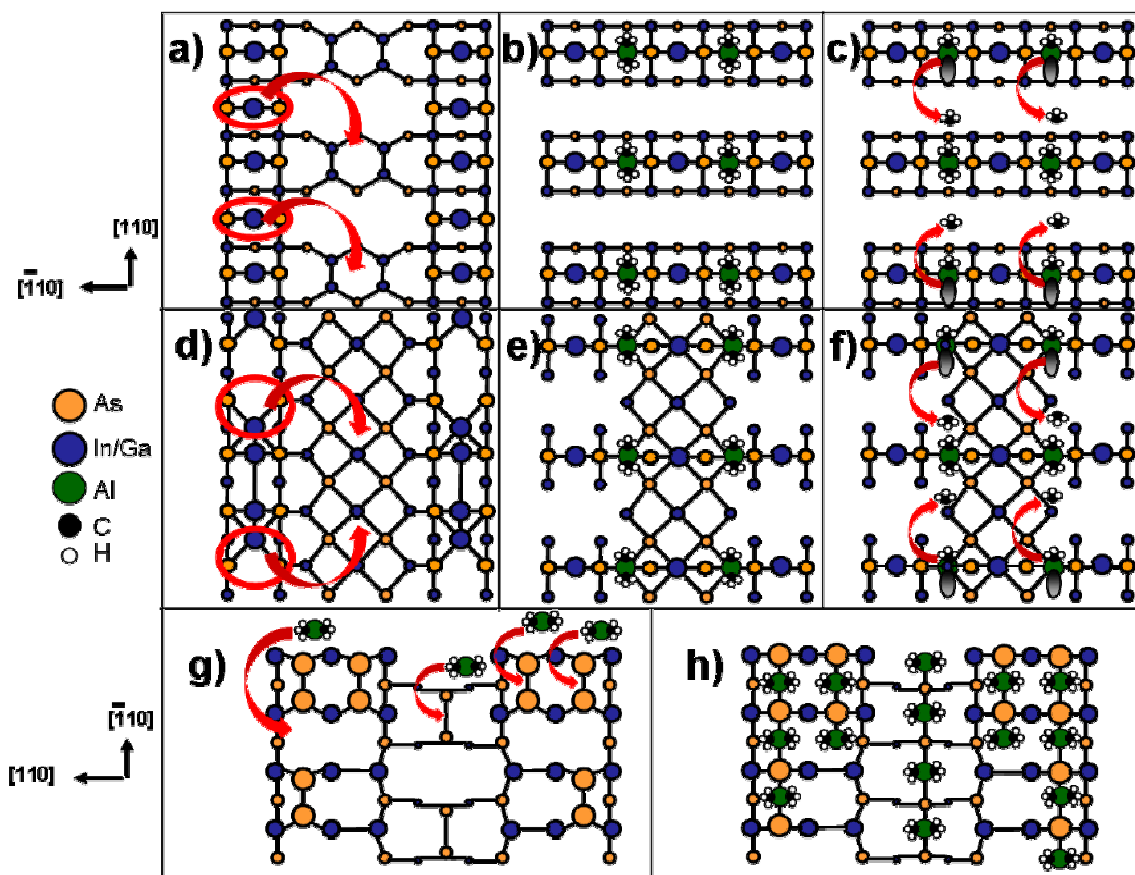 a)
b)
c)
[110]
[1̄10]
d)
e)
f)
As
In/Ga
Al
C
H
g)
h)
[1̄10]
[110]